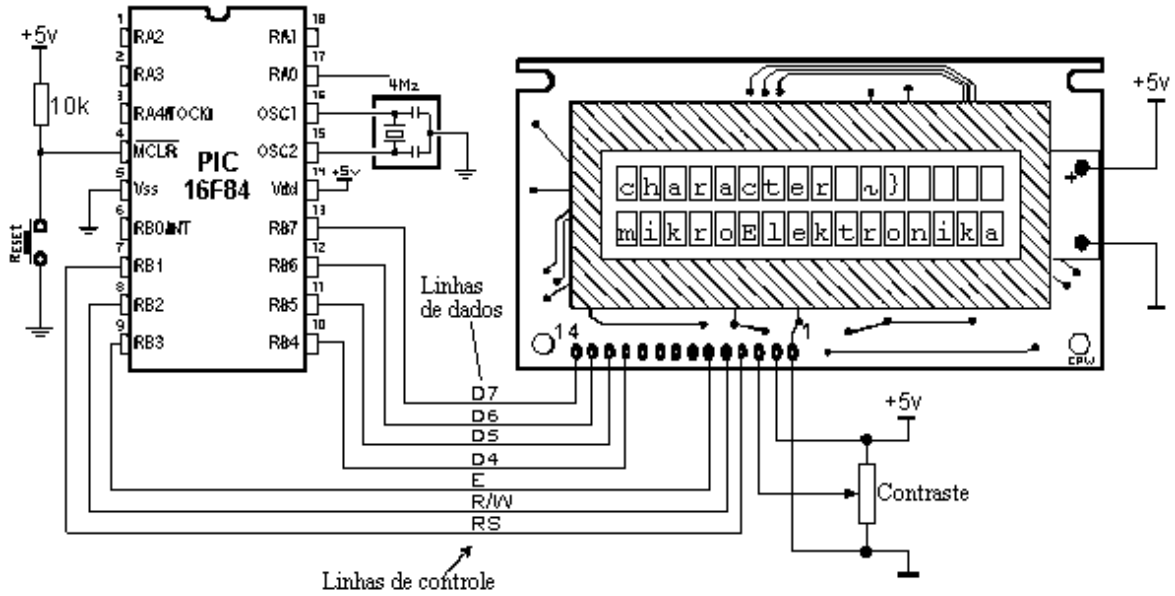 +5v
10k
RESET
1 RA2
2 RA3
3 RA4/TOCKI
4 MCLR
5 Vss
6 RB0/INT
7 RB1
8 RB2
9 RB3
PIC
16F84
18 RA1
17 RA0
16 OSC1
15 OSC2
14 Vdd
13 RB7
12 RB6
11 RB5
10 RB4
4Mz
+5v
Linhas
de dados
D7
D6
D5
D4
E
R/W
RS
Linhas de controle
character ~}
mikroElektronika
14
1
+
+5v
CPW
+5v
Contraste